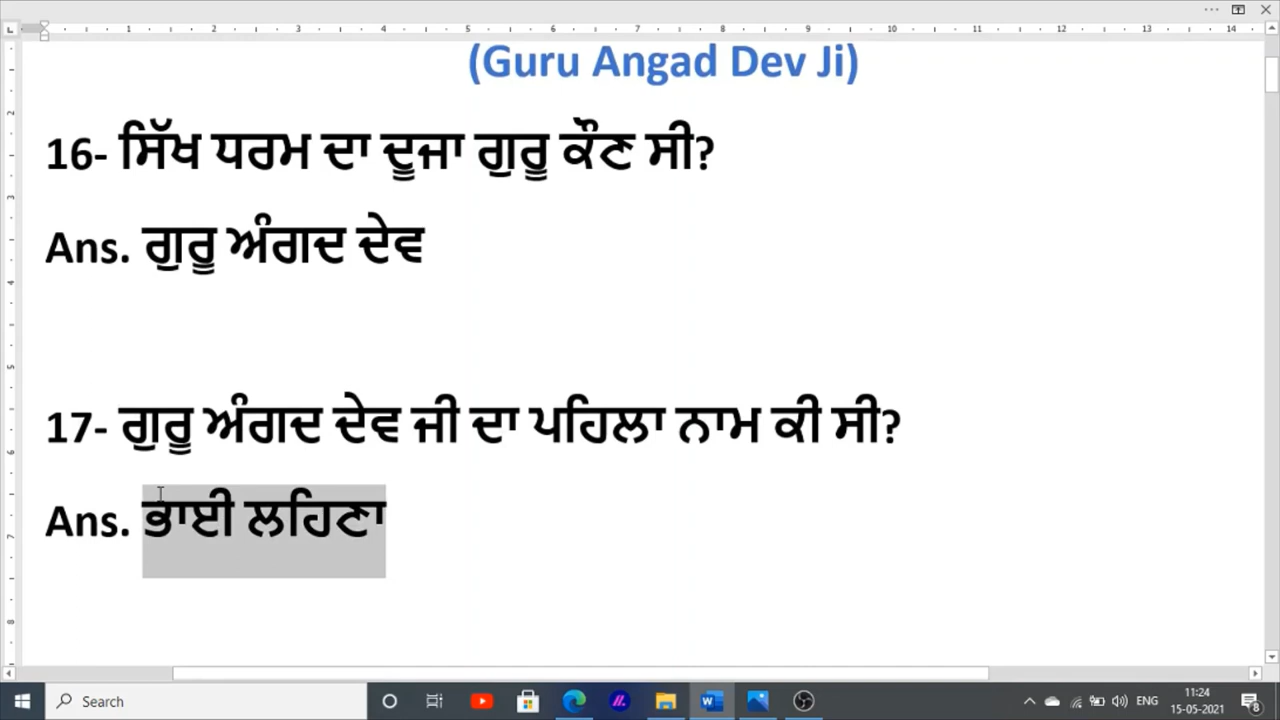 (Guru Angad Dev Ji)
16- ਸਿੱਖ ਧਰਮ ਦਾ ਦੂਜਾ ਗੁਰੂ ਕੌਣ ਸੀ?
Ans. ਗੁਰੂ ਅੰਗਦ ਦੇਵ
17- ਗੁਰੂ ਅੰਗਦ ਦੇਵ ਜੀ ਦਾ ਪਹਿਲਾ ਨਾਮ ਕੀ ਸੀ?
Ans. ਭਾਈ ਲਹਿਣਾ
Search
ENG
11:24
15-05-2021